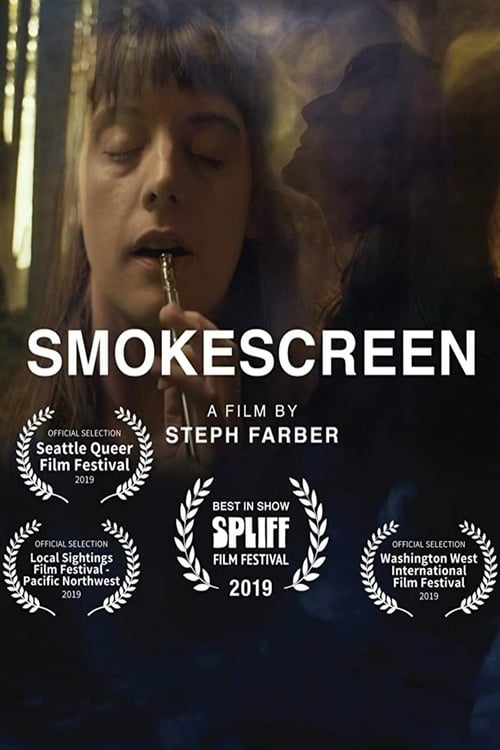 SMOKESCREEN
A FILM BY
STEPH FARBER
OFFICIAL SELECTION
Seattle Queer
Film Festival
2019
BEST IN SHOW
SPLIFF
FILM FESTIVAL
2019
OFFICIAL SELECTION
Local Sightings
Film Festival -
Pacific Northwest
2019
OFFICIAL SELECTION
Washington West
International
Film Festival
2019